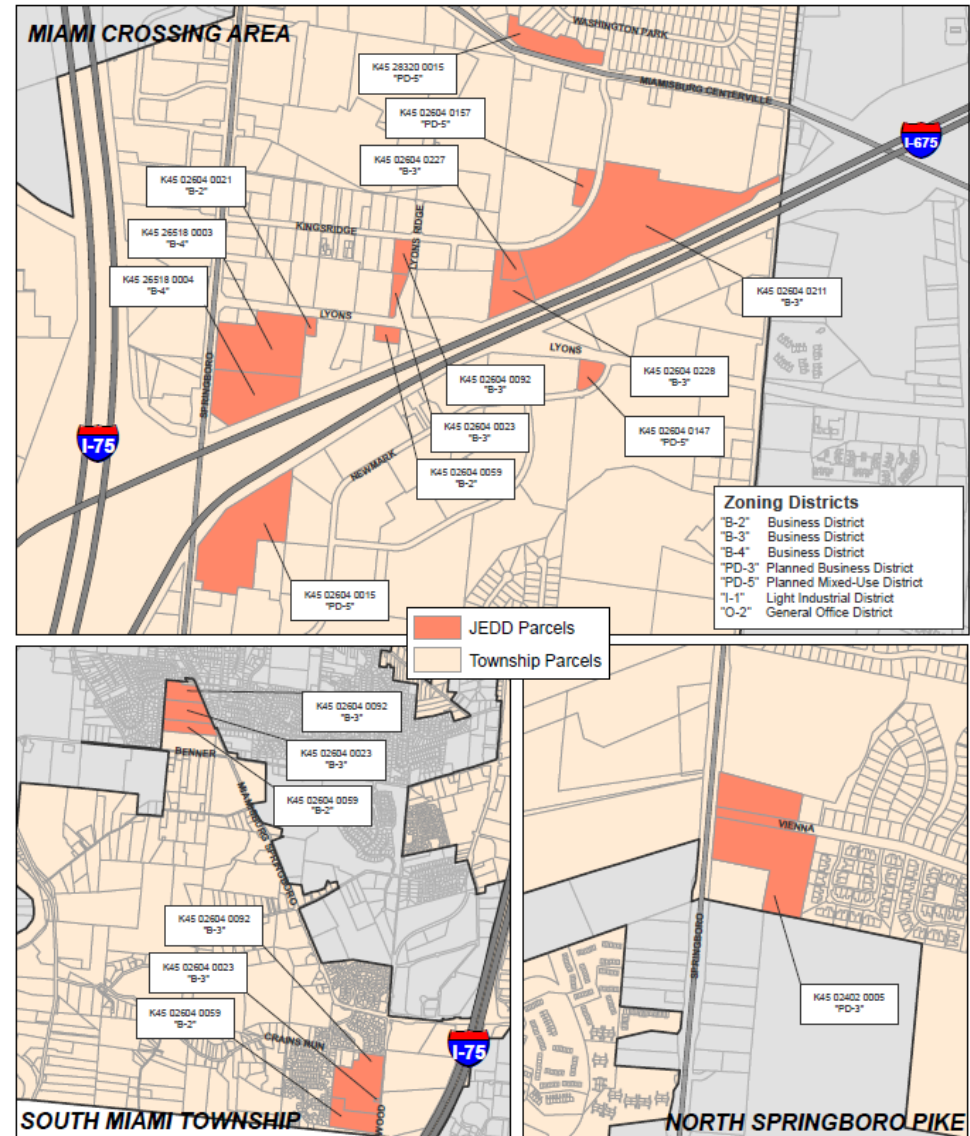 MIAMI CROSSING AREA
WASHINGTON PARK
K45 28320 0015
"PD-5"
MIAMISBURG CENTERVILLE
K45 02604 0157
"PD-5"
I-675
K45 02604 0227
"B-3"
K45 02604 0021
"B-2"
KINGSRIDGE
LYONS RIDGE
K45 26518 0003
"B-4"
K45 26518 0004
"B-4"
K45 02604 0211
"B-3"
LYONS
LYONS
SPRINGBORO
K45 02604 0092
"B-3"
K45 02604 0228
"B-3"
K45 02604 0023
"B-3"
K45 02604 0147
"PD-5"
I-75
NEWMARK
K45 02604 0059
"B-2"
K45 02604 0015
"PD-5"
Zoning Districts
"B-2" Business District
"B-3" Business District
"B-4" Business District
"PD-3" Planned Business District
"PD-5" Planned Mixed-Use District
"I-1" Light Industrial District
"O-2" General Office District
JEDD Parcels
Township Parcels
K45 02604 0092
"B-3"
BENNER
K45 02604 0023
"B-3"
K45 02604 0059
"B-2"
MIAMISBURG SPRINGBORO
K45 02604 0092
"B-3"
K45 02604 0023
"B-3"
K45 02604 0059
"B-2"
CRAINS RUN
I-75
WOOD
SOUTH MIAMI TOWNSHIP
VIENNA
SPRINGBORO
K45 02402 0005
"PD-3"
NORTH SPRINGBORO PIKE